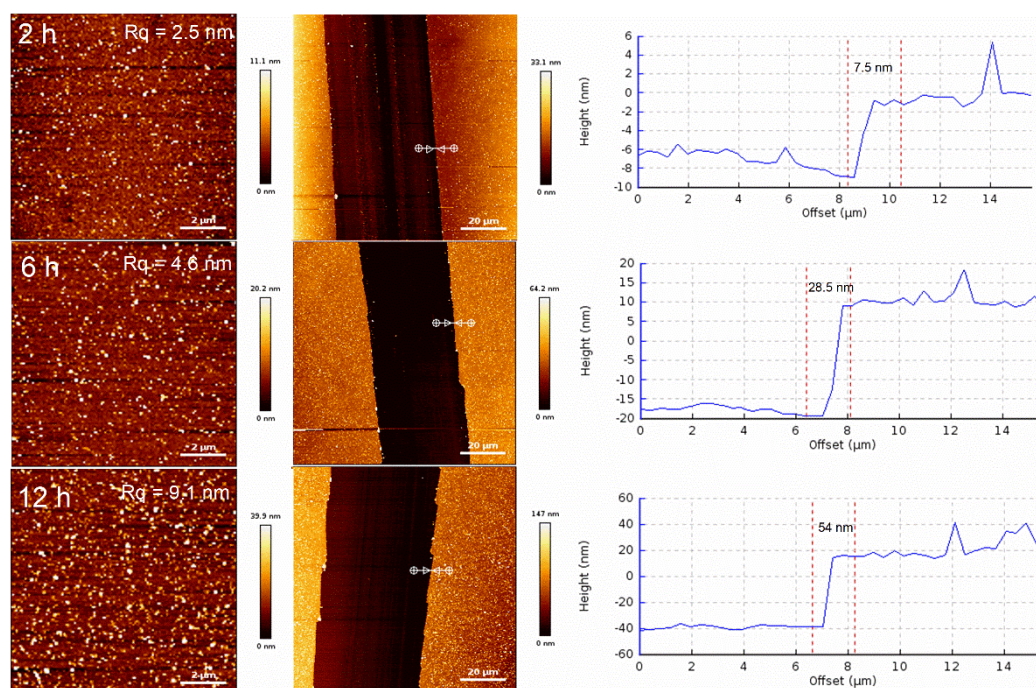 2 h
Rq = 2.5 nm
2 µm
11.1 nm
0 nm
20 µm
33.1 nm
0 nm
7.5 nm
Height (nm)
6
4
2
0
-2
-4
-6
-8
-10
0 2 4 6 8 10 12 14
Offset (µm)
6 h
Rq = 4.6 nm
2 µm
20.2 nm
0 nm
20 µm
64.2 nm
0 nm
28.5 nm
Height (nm)
20
15
10
5
0
-5
-10
-15
-20
0 2 4 6 8 10 12 14
Offset (µm)
12 h
Rq = 9.1 nm
2 µm
39.9 nm
0 nm
20 µm
147 nm
0 nm
54 nm
Height (nm)
60
40
20
0
-20
-40
-60
0 2 4 6 8 10 12 14
Offset (µm)